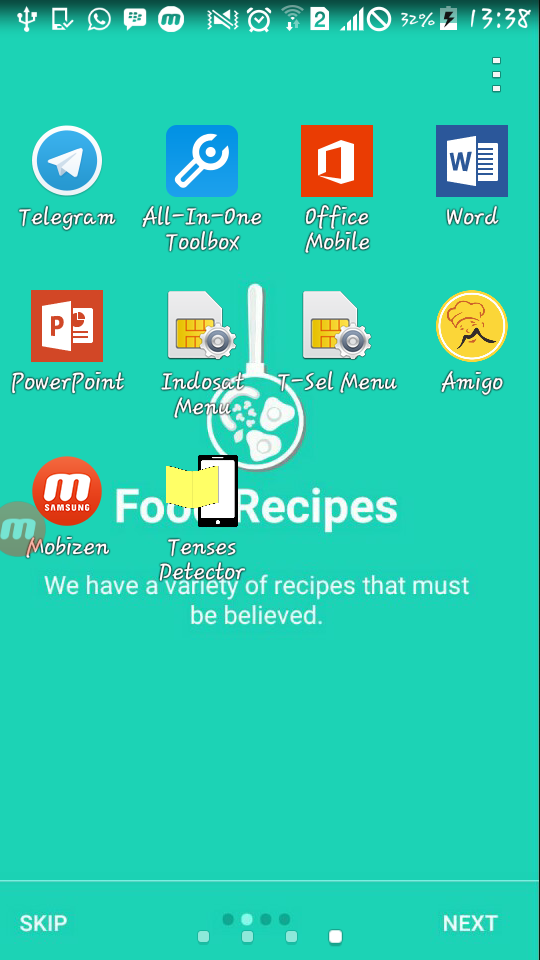 2 32% 13:38
Telegram
All-In-One
Toolbox
Office
Mobile
W
Word
P
PowerPoint
Indosat
Menu
T-Sel Menu
Amigo
m
SAMSUNG
Mobizen
Tenses
Detector
Food Recipes
We have a variety of recipes that must
be believed.
SKIP
NEXT